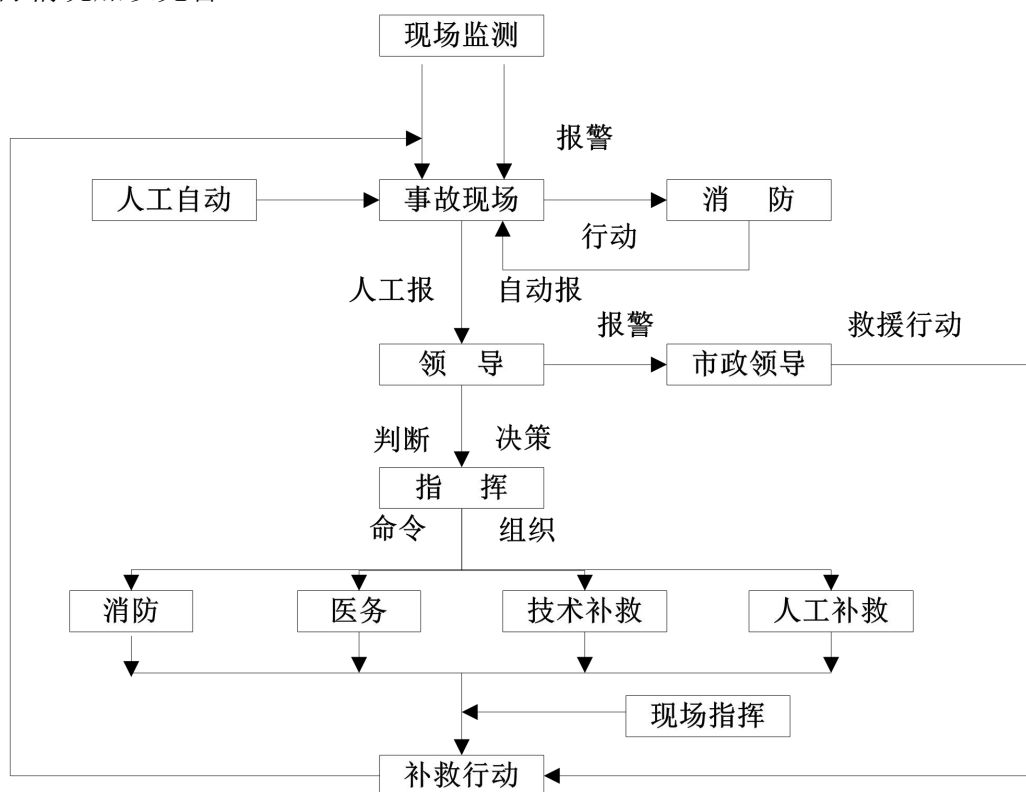 现场监测
报警
人工自动
事故现场
消 防
行动
人工报
自动报
报警
救援行动
领 导
市政领导
判断
决策
指 挥
命令
组织
消防
医务
技术补救
人工补救
现场指挥
补救行动